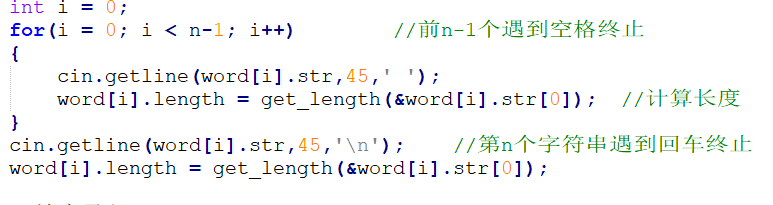 int i = 0;
for(i = 0; i < n-1; i++)          //前n-1个遇到空格终止
{
    cin.getline(word[i].str,45,' ');
    word[i].length = get_length(&word[i].str[0]);  //计算长度
}
cin.getline(word[i].str,45,'\n');    //第n个字符串遇到回车终止
word[i].length = get_length(&word[i].str[0]);